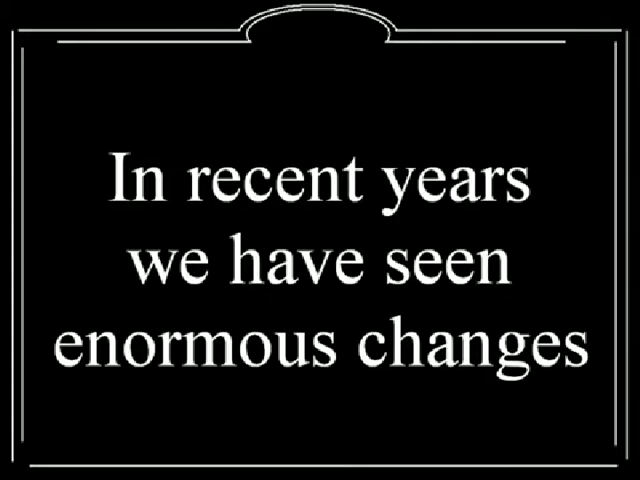 In recent years
we have seen
enormous changes